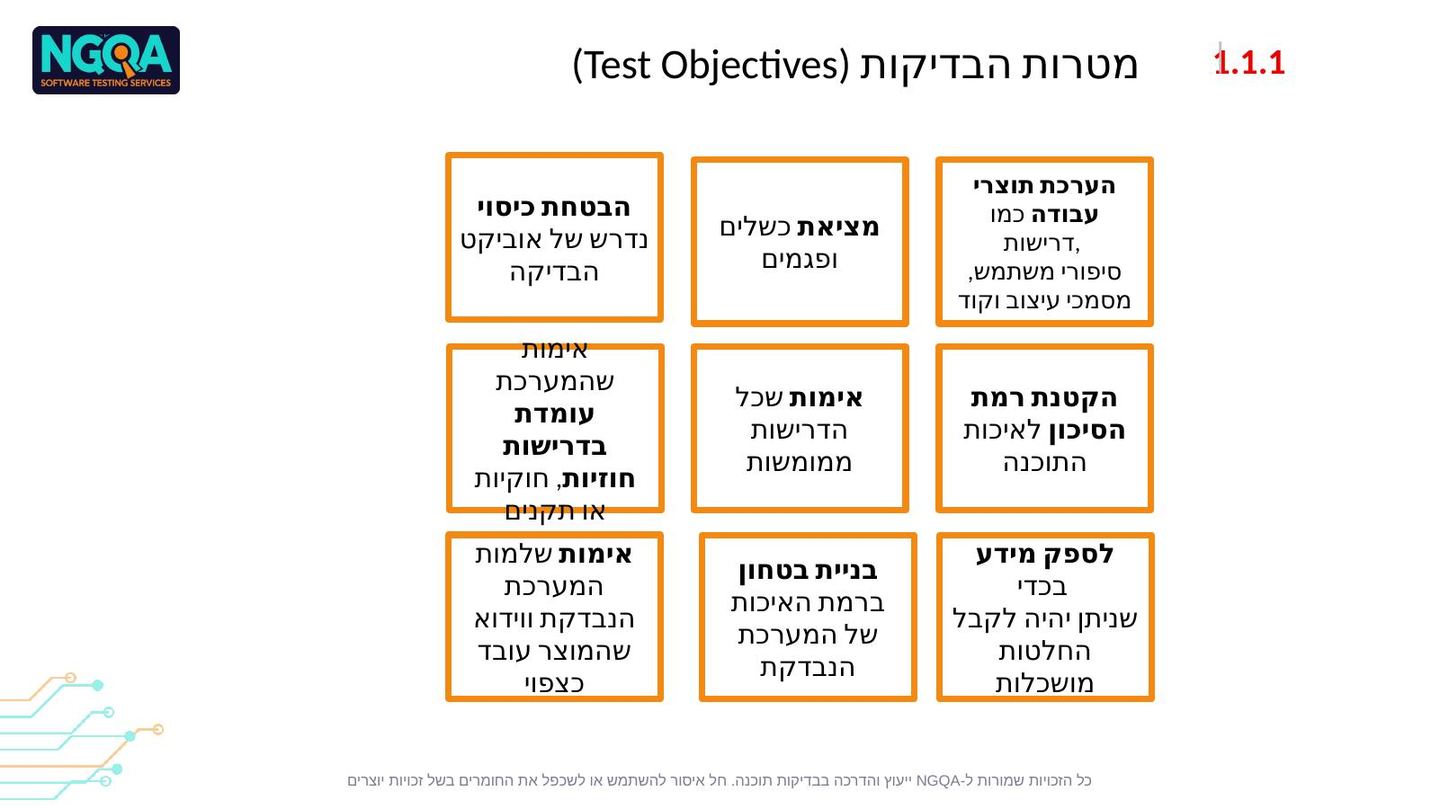 NGQA
SOFTWARE TESTING SERVICES
1.1.1
מטרות הבדיקות (Test Objectives)
הערכת תוצרי
עבודה כמו
דרישות,
סיפורי משתמש,
מסמכי עיצוב וקוד
מציאת כשלים
ופגמים
הבטחת כיסוי
נדרש של אוביקט
הבדיקה
הקטנת רמת
הסיכון לאיכות
התוכנה
אימות שכל
הדרישות
ממומשות
אימות
שהמערכת
עומדת
בדרישות
חוזיות, חוקיות
או תקנים
לספק מידע
בכדי
שניתן יהיה לקבל
החלטות
מושכלות
בניית בטחון
ברמת האיכות
של המערכת
הנבדקת
אימות שלמות
המערכת
הנבדקת ווידוא
שהמוצר עובד
כצפוי
כל הזכויות שמורות ל-NGQA ייעוץ והדרכה בבדיקות תוכנה. חל איסור להשתמש או לשכפל את החומרים בשל זכויות יוצרים